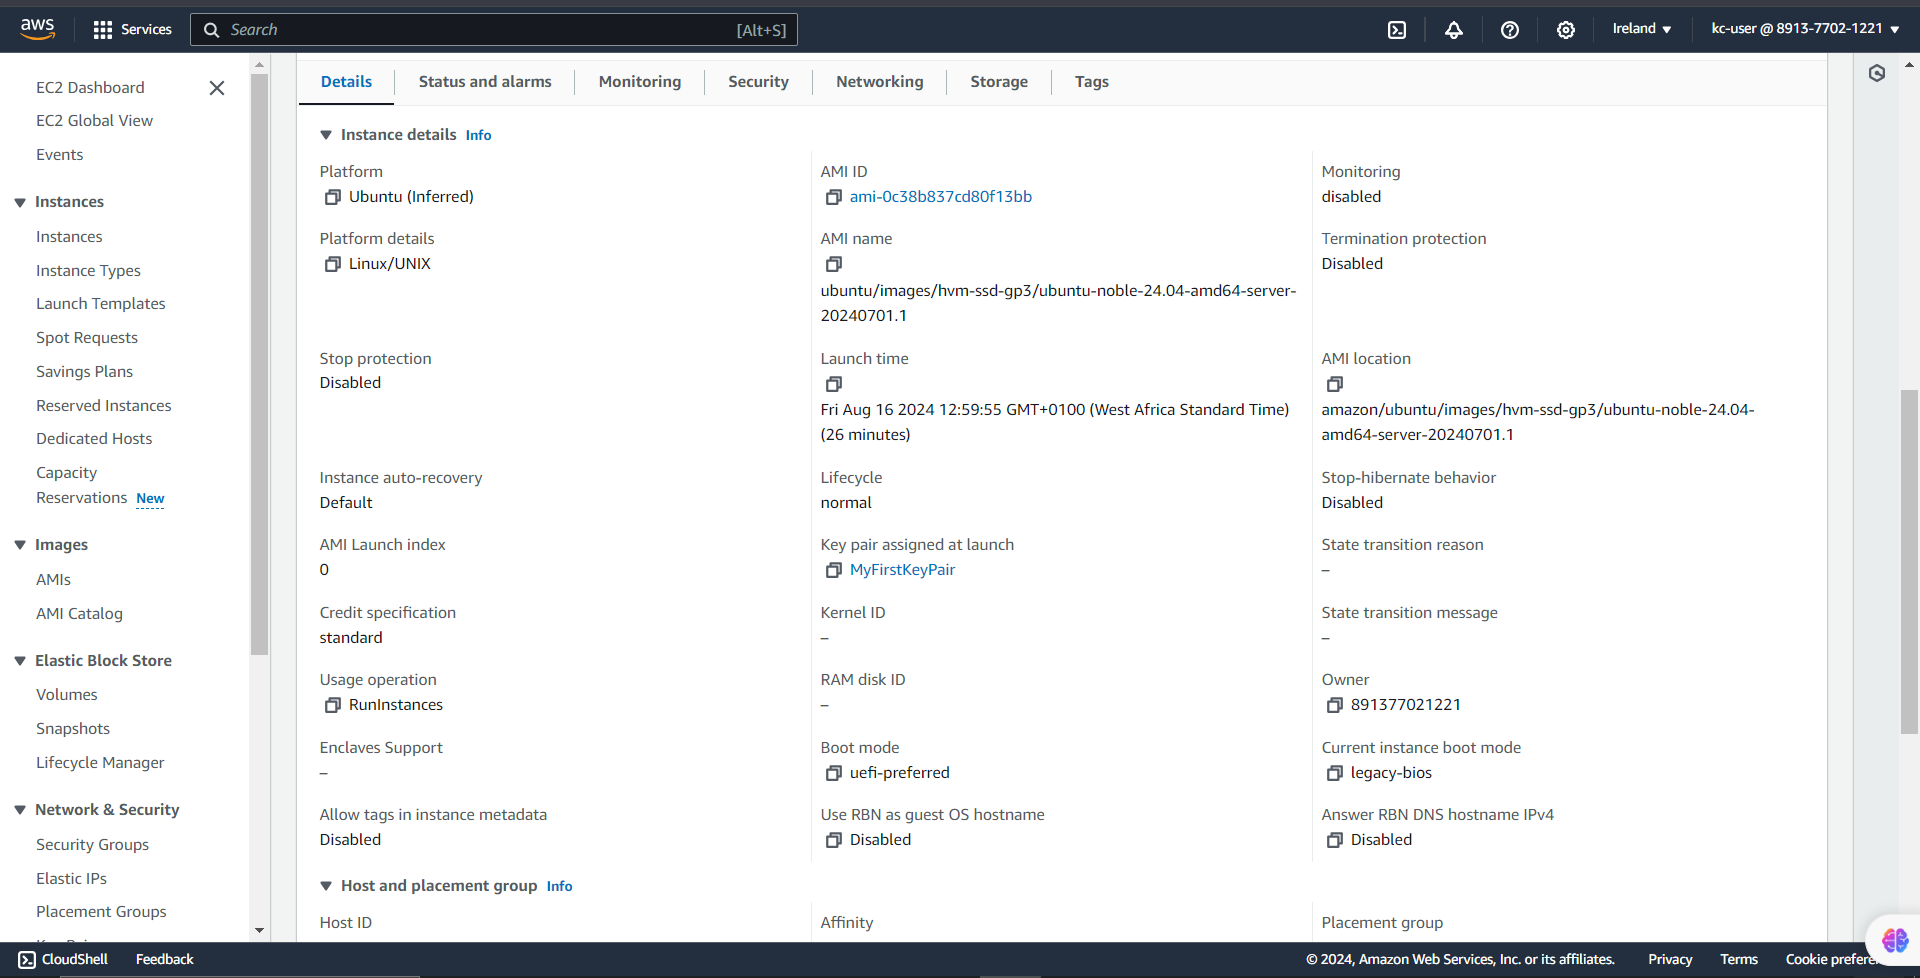 aws
Services
Search
[Alt+S]
Ireland ▼
kc-user @ 8913-7702-1221 ▼
EC2 Dashboard
EC2 Global View
Events
Instances
Instances
Instance Types
Launch Templates
Spot Requests
Savings Plans
Reserved Instances
Dedicated Hosts
Capacity
Reservations New
Images
AMIs
AMI Catalog
Elastic Block Store
Volumes
Snapshots
Lifecycle Manager
Network & Security
Security Groups
Elastic IPs
Placement Groups
Details
Status and alarms
Monitoring
Security
Networking
Storage
Tags
Instance details Info
Platform
Ubuntu (Inferred)
AMI ID
ami-0c38b837cd80f13bb
Monitoring
disabled
Platform details
Linux/UNIX
AMI name
ubuntu/images/hvm-ssd-gp3/ubuntu-noble-24.04-amd64-server-
20240701.1
Termination protection
Disabled
Stop protection
Disabled
Launch time
Fri Aug 16 2024 12:59:55 GMT+0100 (West Africa Standard Time)
(26 minutes)
AMI location
amazon/ubuntu/images/hvm-ssd-gp3/ubuntu-noble-24.04-
amd64-server-20240701.1
Instance auto-recovery
Default
Lifecycle
normal
Stop-hibernate behavior
Disabled
AMI Launch index
0
Key pair assigned at launch
MyFirstKeyPair
State transition reason
–
Credit specification
standard
Kernel ID
–
State transition message
–
Usage operation
RunInstances
RAM disk ID
–
Owner
891377021221
Enclaves Support
–
Boot mode
uefi-preferred
Current instance boot mode
legacy-bios
Allow tags in instance metadata
Disabled
Use RBN as guest OS hostname
Disabled
Answer RBN DNS hostname IPv4
Disabled
Host and placement group Info
Host ID
Affinity
Placement group
CloudShell
Feedback
© 2024, Amazon Web Services, Inc. or its affiliates.
Privacy
Terms
Cookie